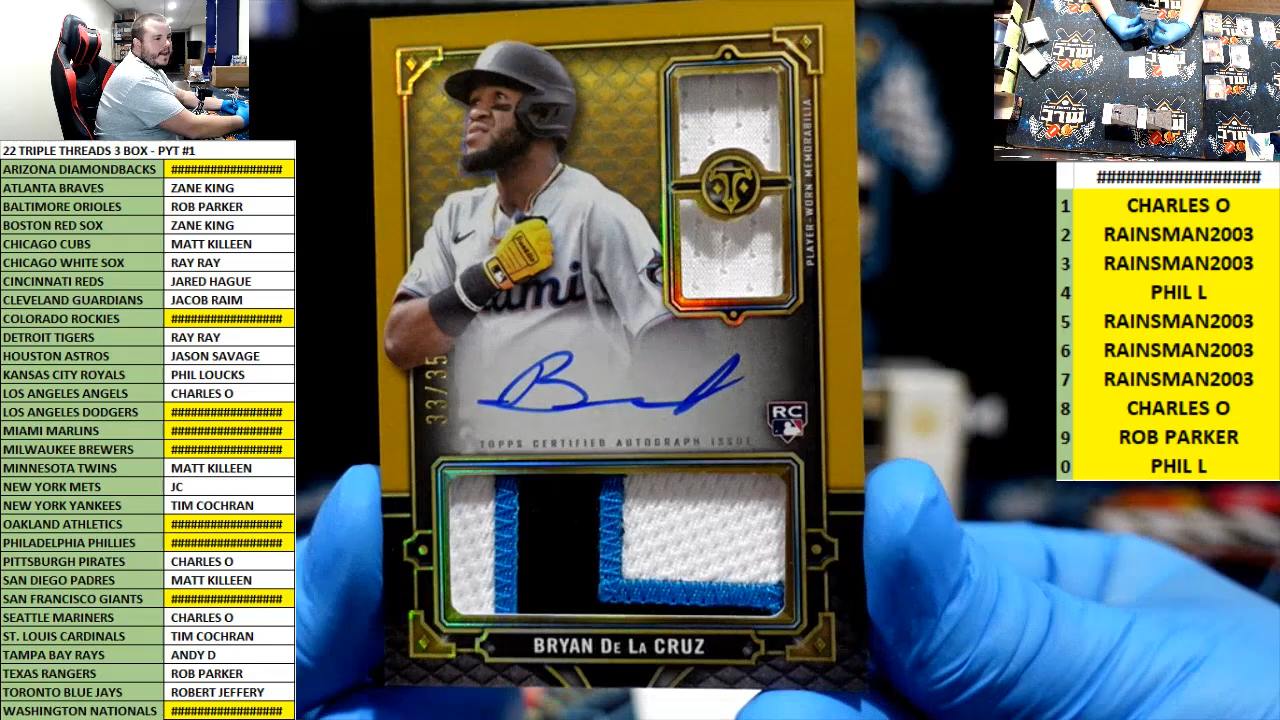 22 TRIPLE THREADS 3 BOX - PYT #1
ARIZONA DIAMONDBACKS #################
ATLANTA BRAVES ZANE KING
BALTIMORE ORIOLES ROB PARKER
BOSTON RED SOX ZANE KING
CHICAGO CUBS MATT KILLEEN
CHICAGO WHITE SOX RAY RAY
CINCINNATI REDS JARED HAGUE
CLEVELAND GUARDIANS JACOB RAIM
COLORADO ROCKIES #################
DETROIT TIGERS RAY RAY
HOUSTON ASTROS JASON SAVAGE
KANSAS CITY ROYALS PHIL LOUCKS
LOS ANGELES ANGELS CHARLES O
LOS ANGELES DODGERS #################
MIAMI MARLINS #################
MILWAUKEE BREWERS #################
MINNESOTA TWINS MATT KILLEEN
NEW YORK METS JC
NEW YORK YANKEES TIM COCHRAN
OAKLAND ATHLETICS #################
PHILADELPHIA PHILLIES #################
PITTSBURGH PIRATES CHARLES O
SAN DIEGO PADRES MATT KILLEEN
SAN FRANCISCO GIANTS #################
SEATTLE MARINERS CHARLES O
ST. LOUIS CARDINALS TIM COCHRAN
TAMPA BAY RAYS ANDY D
TEXAS RANGERS ROB PARKER
TORONTO BLUE JAYS ROBERT JEFFERY
WASHINGTON NATIONALS #################
PLAYER-WORN MEMORABILIA
33/35
RC
TOPPS CERTIFIED AUTOGRAPH ISSUE
BRYAN DE LA CRUZ
#################
1 CHARLES O
2 RAINSMAN2003
3 RAINSMAN2003
4 PHIL L
5 RAINSMAN2003
6 RAINSMAN2003
7 RAINSMAN2003
8 CHARLES O
9 ROB PARKER
0 PHIL L